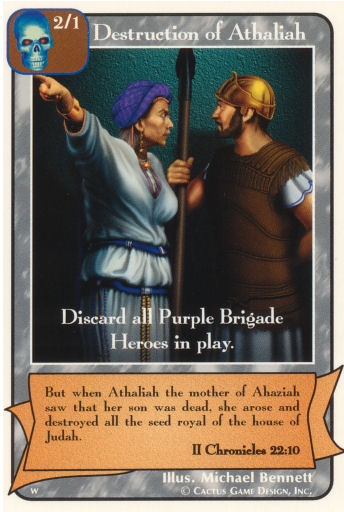 2/1
Destruction of Athaliah
Discard all Purple Brigade
Heroes in play.
But when Athaliah the mother of Ahaziah
saw that her son was dead, she arose and
destroyed all the seed royal of the house of
Judah.
II Chronicles 22:10
Illus. Michael Bennett
W
© Cactus Game Design, Inc.